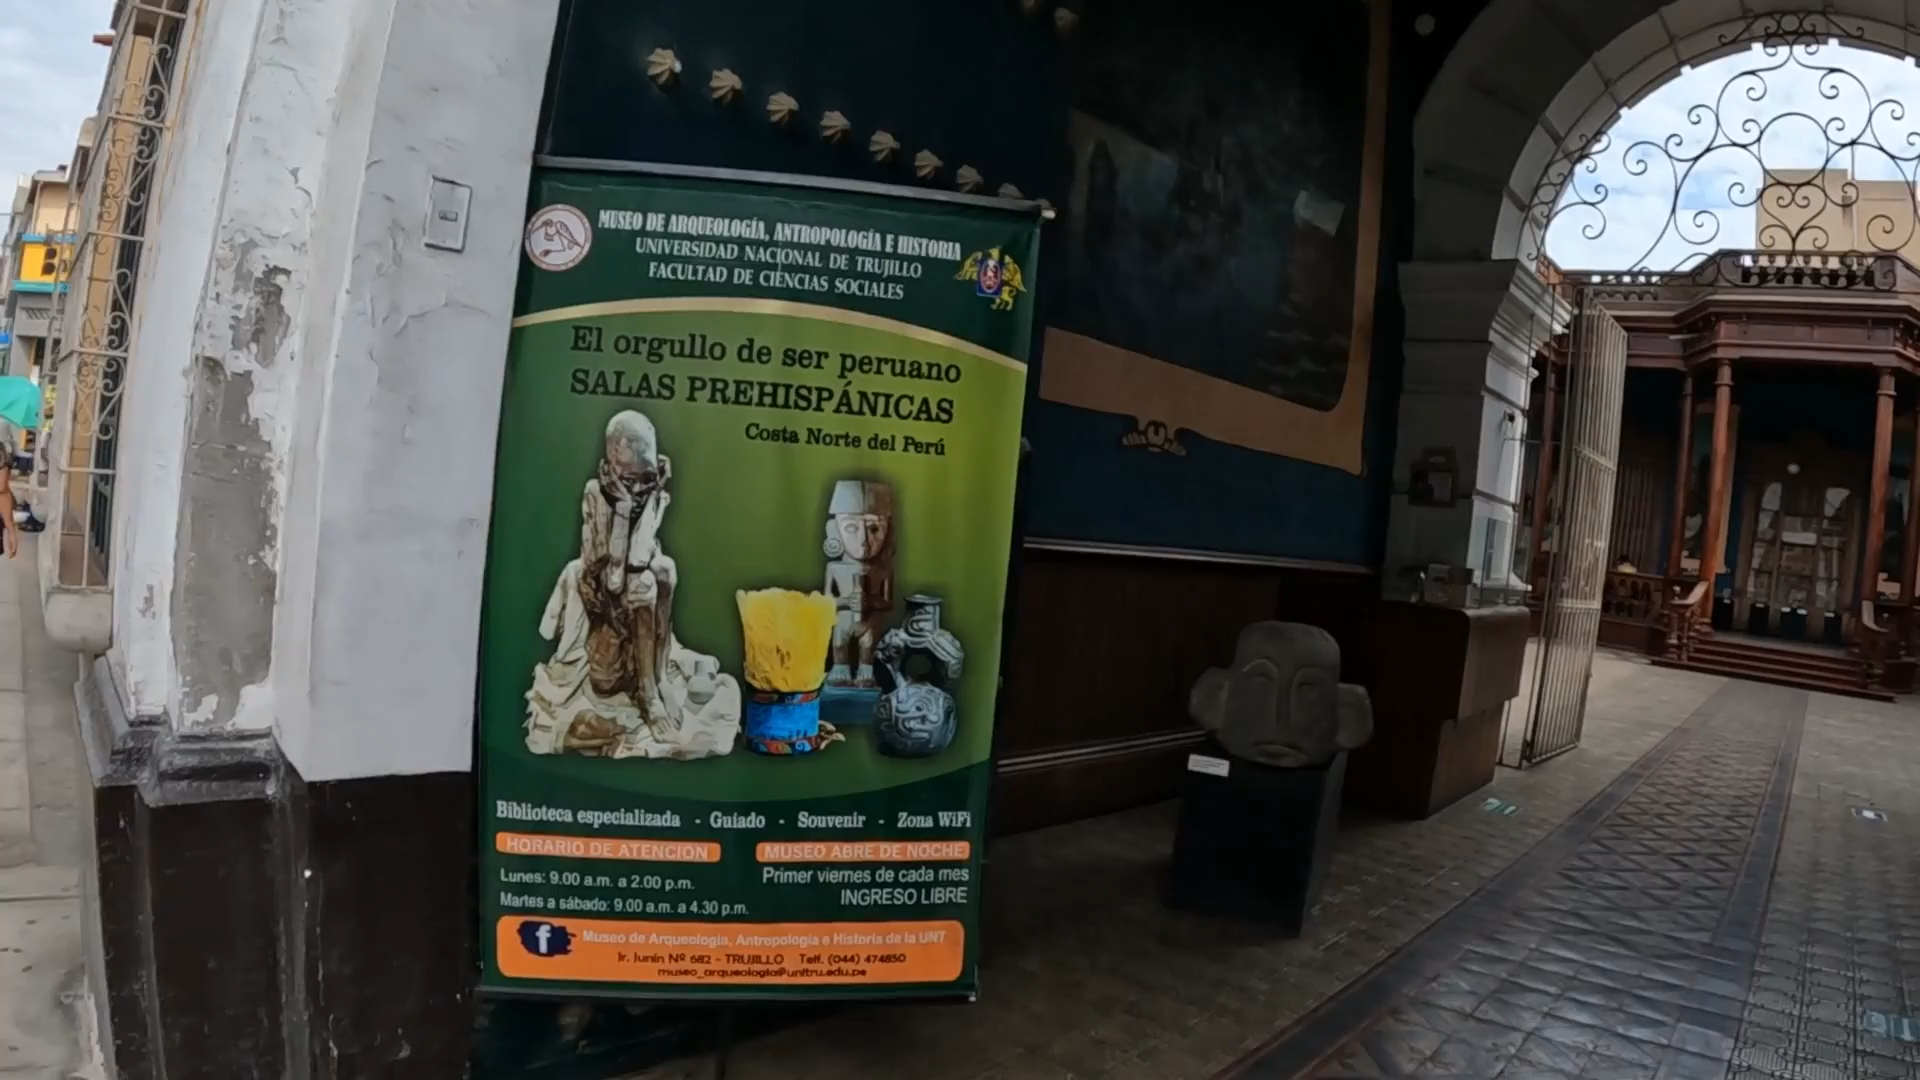 MUSEO DE ARQUEOLOGÍA, ANTROPOLOGÍA E HISTORIA
UNIVERSIDAD NACIONAL DE TRUJILLO
FACULTAD DE CIENCIAS SOCIALES
El orgullo de ser peruano
SALAS PREHISPÁNICAS
Costa Norte del Perú
Biblioteca especializada - Guiado - Souvenir - Zona WiFi
HORARIO DE ATENCION
Lunes: 9.00 a.m. a 2.00 p.m.
Martes a sábado: 9.00 a.m. a 4.30 p.m.
MUSEO ABRE DE NOCHE
Primer viernes de cada mes
INGRESO LIBRE
f Museo de Arqueología, Antropología e Historia de la UNT
Jr. Junín Nº 682 - TRUJILLO Telf. (044) 474850
museo_arqueologia@unitru.edu.pe